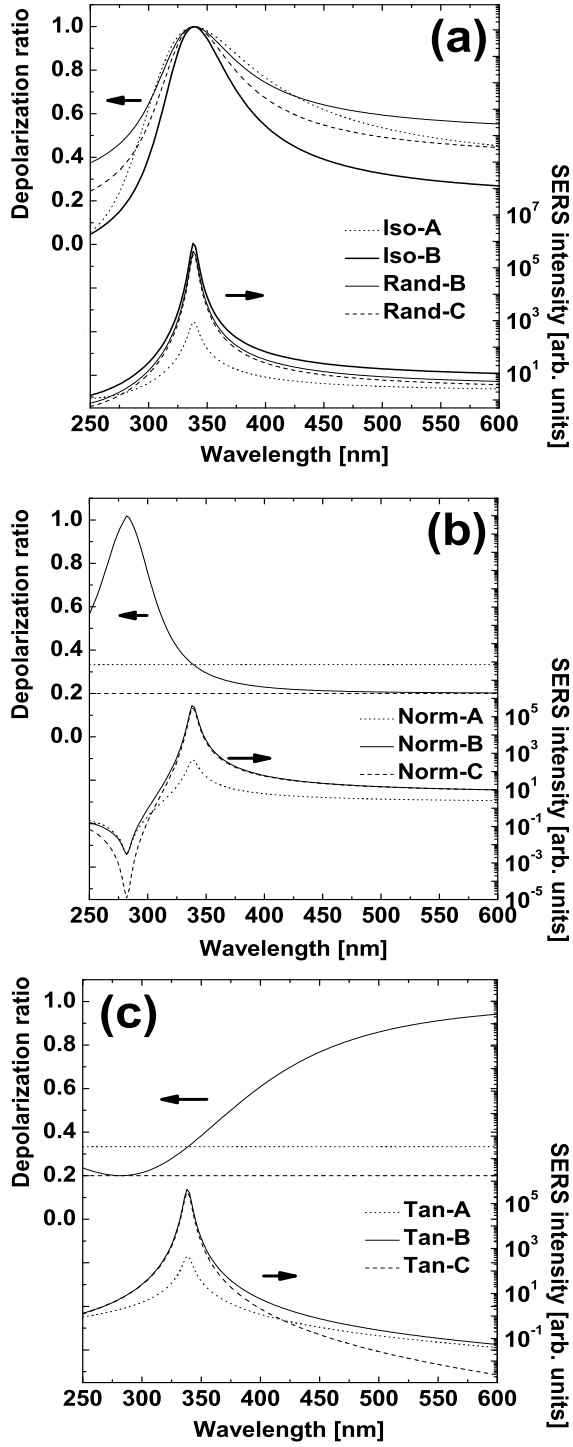 (a)
Depolarization ratio
1.0
0.8
0.6
0.4
0.2
0.0
SERS intensity [arb. units]
10^7
10^5
10^3
10^1
Iso-A
Iso-B
Rand-B
Rand-C
250 300 350 400 450 500 550 600
Wavelength [nm]
(b)
Depolarization ratio
1.0
0.8
0.6
0.4
0.2
0.0
SERS intensity [arb. units]
10^5
10^3
10^1
10^-1
10^-3
10^-5
Norm-A
Norm-B
Norm-C
250 300 350 400 450 500 550 600
Wavelength [nm]
(c)
Depolarization ratio
1.0
0.8
0.6
0.4
0.2
0.0
SERS intensity [arb. units]
10^5
10^3
10^1
10^-1
Tan-A
Tan-B
Tan-C
250 300 350 400 450 500 550 600
Wavelength [nm]